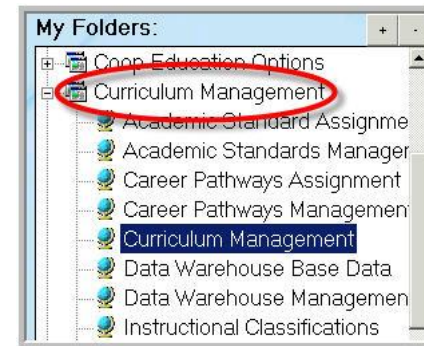 My Folders: + -
Coop Education Options
Curriculum Management
Academic Standard Assignme
Academic Standards Manager
Career Pathways Assignment
Career Pathways Managemen
Curriculum Management
Data Warehouse Base Data
Data Warehouse Managemen
Instructional Classifications